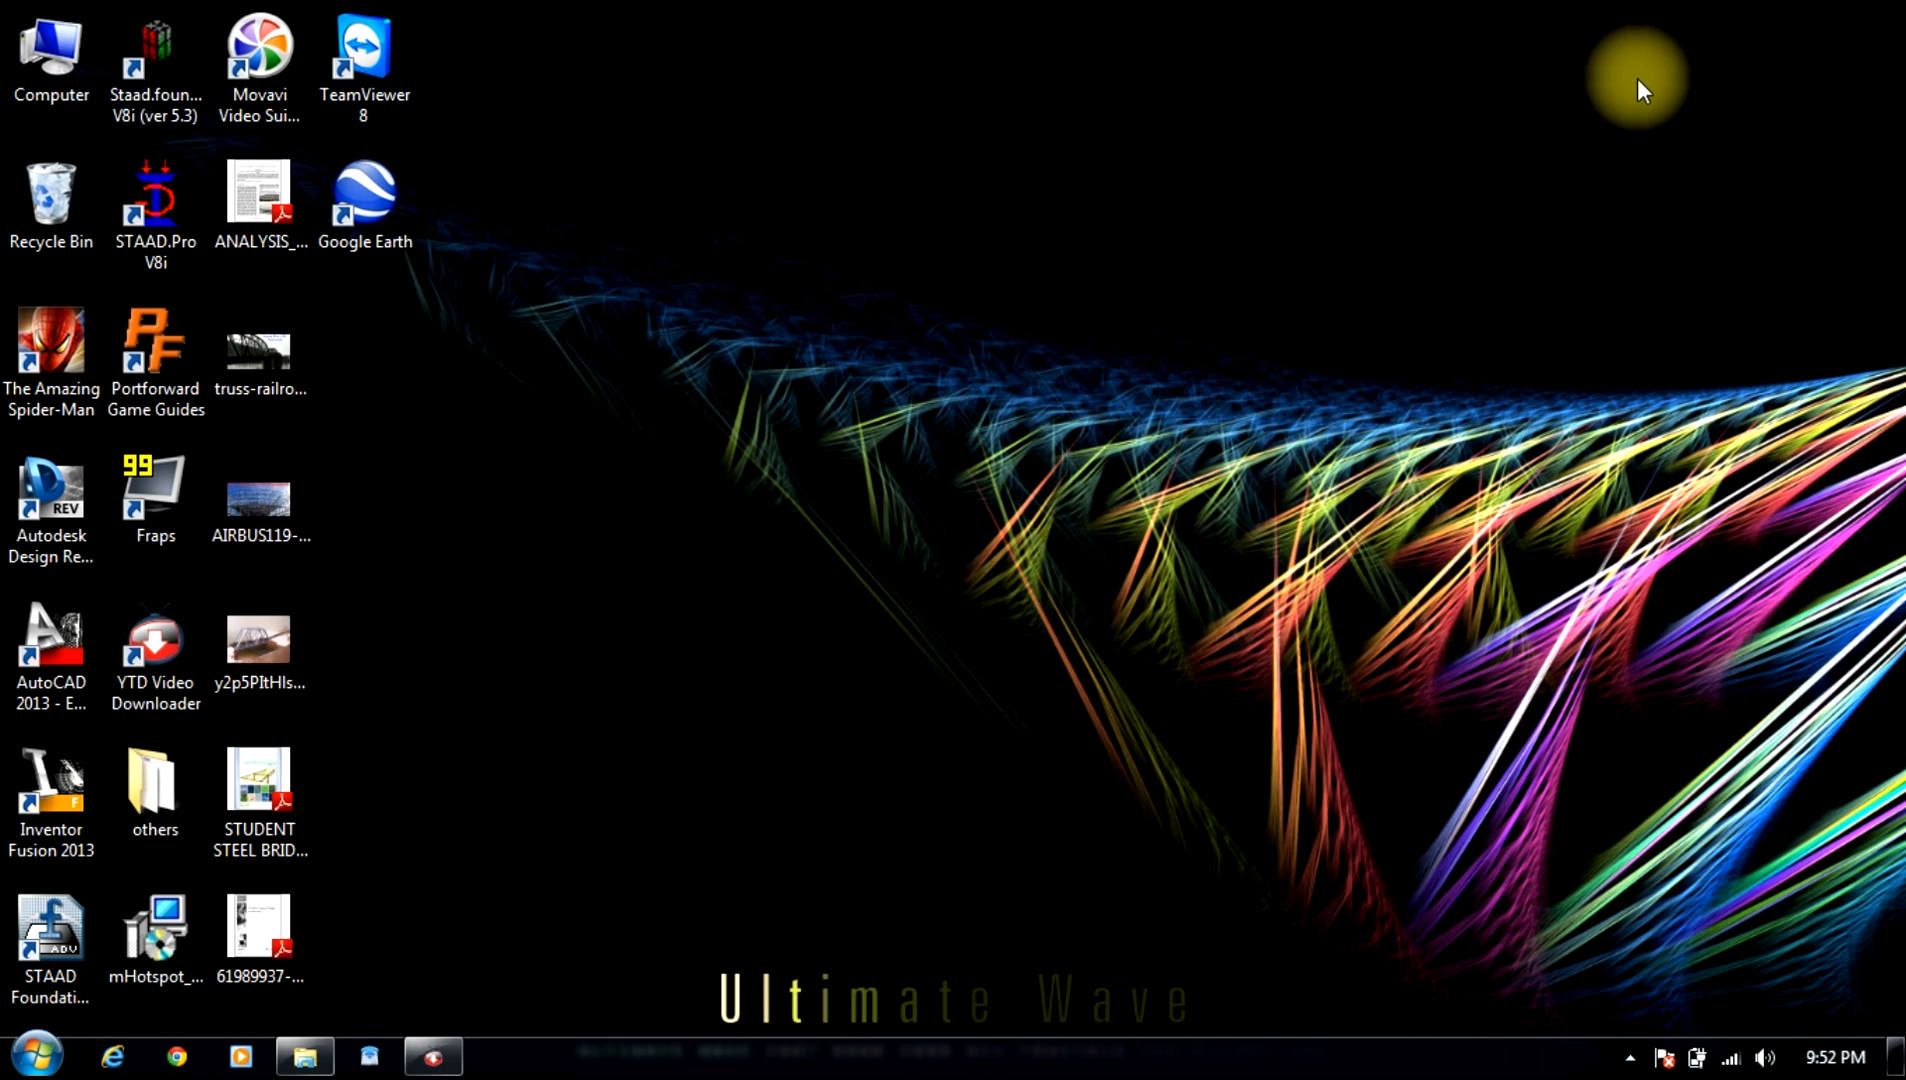 Computer
Staad.foun...
V8i (ver 5.3)
Movavi
Video Sui...
TeamViewer
8
Recycle Bin
STAAD.Pro
V8i
ANALYSIS_...
Google Earth
The Amazing
Spider-Man
Portforward
Game Guides
truss-railro...
99
REV
Autodesk
Design Re...
Fraps
AIRBUS119-...
AutoCAD
2013 - E...
YTD Video
Downloader
y2p5PItHIs...
Inventor
Fusion 2013
others
STUDENT
STEEL BRID...
ADV
STAAD
Foundati...
mHotspot_...
61989937-...
Ultimate Wave
9:52 PM